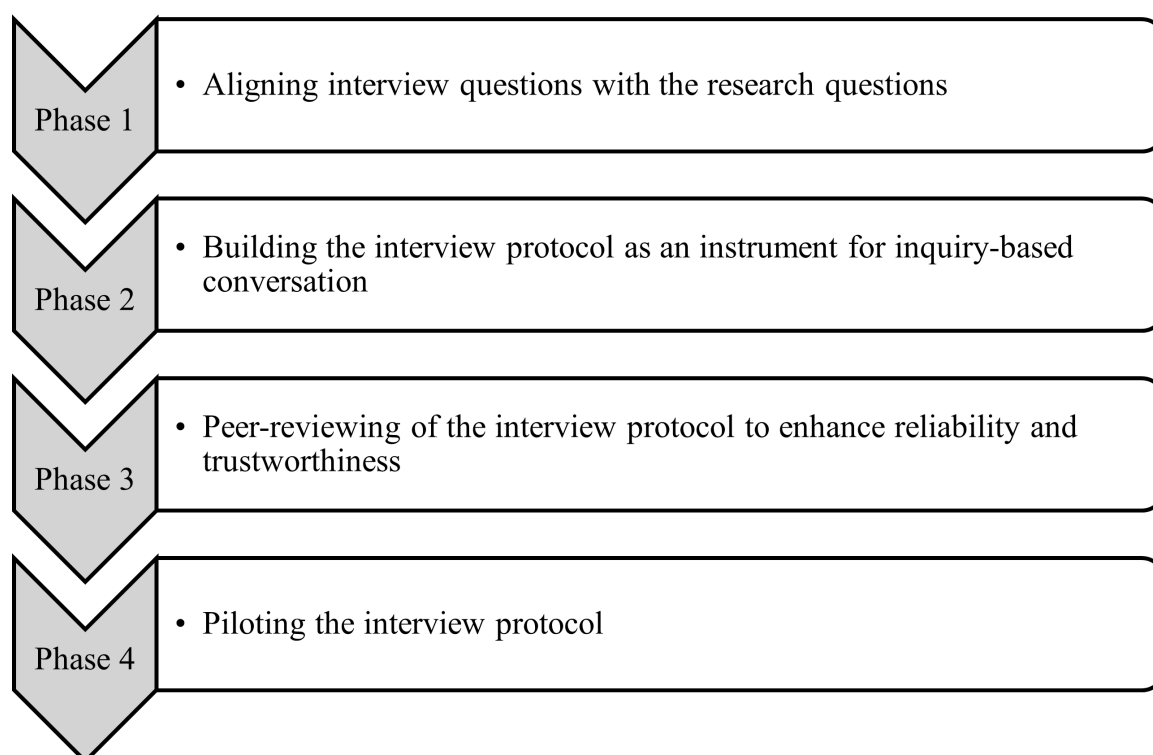 Phase 1
• Aligning interview questions with the research questions
Phase 2
• Building the interview protocol as an instrument for inquiry-based
conversation
Phase 3
• Peer-reviewing of the interview protocol to enhance reliability and
trustworthiness
Phase 4
• Piloting the interview protocol